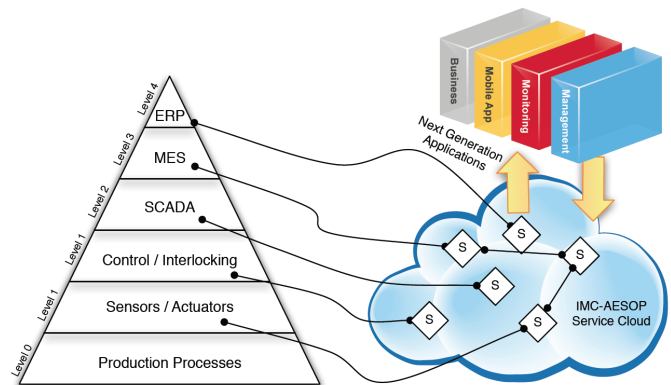 Level 4
ERP
Level 3
MES
Level 2
SCADA
Level 1
Control / Interlocking
Level 1
Sensors / Actuators
Level 0
Production Processes
Business
Mobile App
Monitoring
Management
Next Generation
Applications
S
S
S
S
S
S
IMC-AESOP
Service Cloud